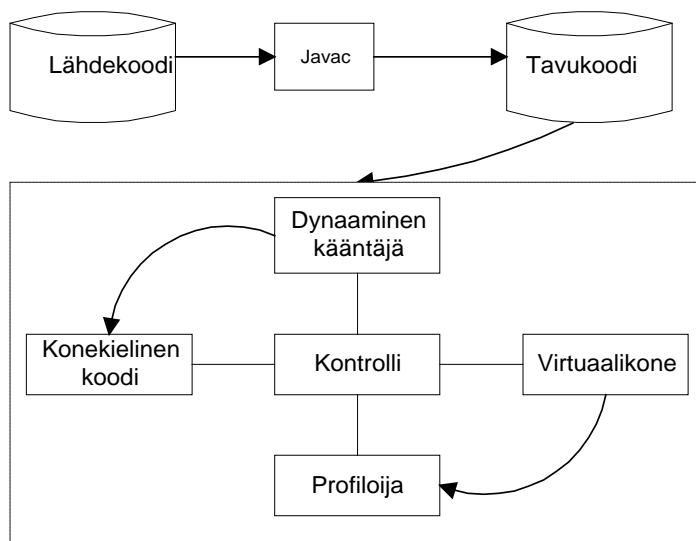 Lähdekoodi
Javac
Tavukoodi
Dynaaminen
kääntäjä
Konekielinen
koodi
Kontrolli
Virtuaalikone
Profiloija